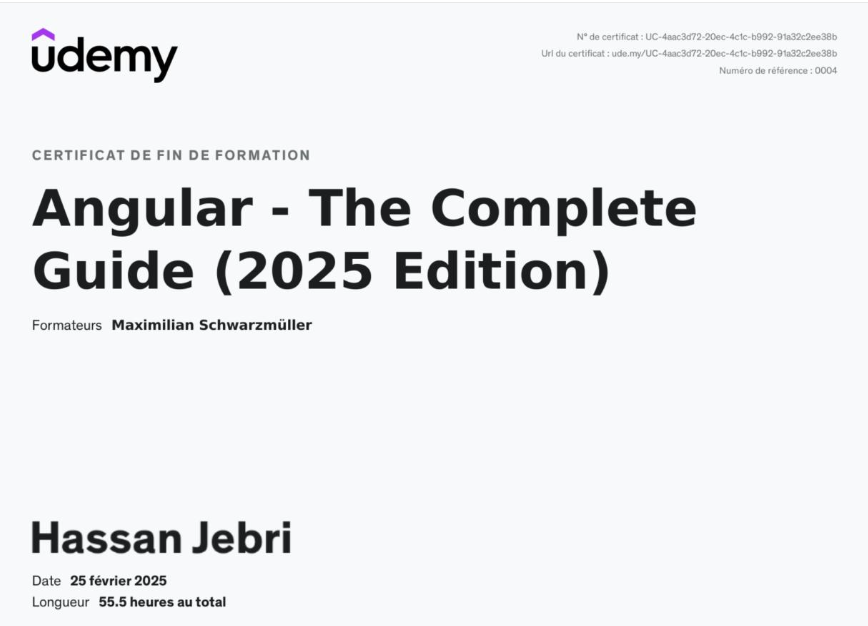 ûdemy
N° de certificat : UC-4aac3d72-20ec-4c1c-b992-91a32c2ee38b
Url du certificat : ude.my/UC-4aac3d72-20ec-4c1c-b992-91a32c2ee38b
Numéro de référence : 0004
CERTIFICAT DE FIN DE FORMATION
Angular - The Complete
Guide (2025 Edition)
Formateurs Maximilian Schwarzmüller
Hassan Jebri
Date 25 février 2025
Longueur 55.5 heures au total